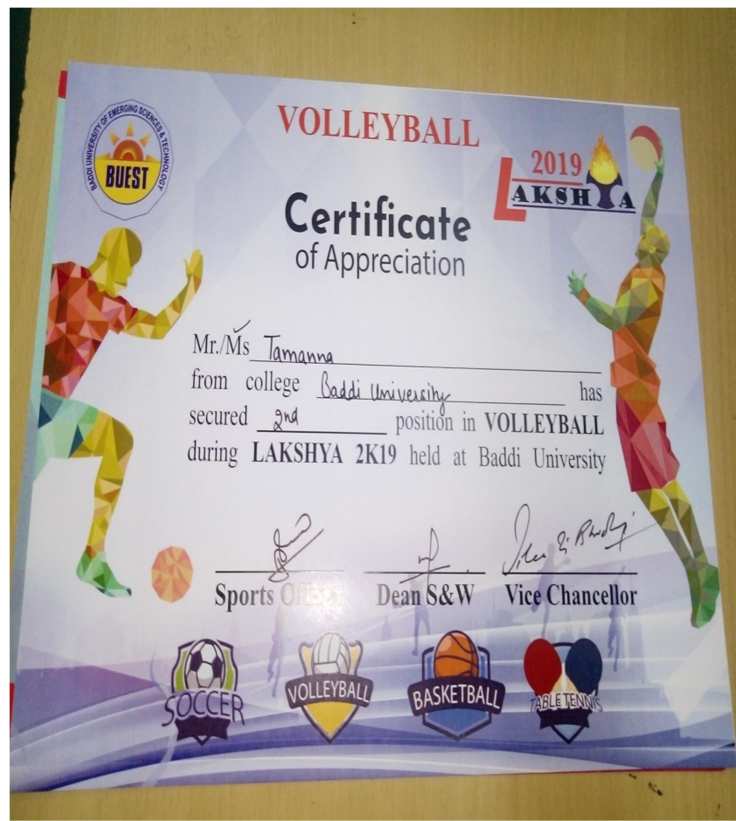 VOLLEYBALL
BADDI UNIVERSITY OF EMERGING SCIENCES & TECHNOLOGY
BUEST
2019
LAKSHYA
Certificate
of Appreciation
Mr./Ms Tamanna
from college Baddi University has
secured 2nd position in VOLLEYBALL
during LAKSHYA 2K19 held at Baddi University
Sports
Dean S&W
Vice Chancellor
SOCCER
VOLLEYBALL
BASKETBALL
TABLE TENNIS